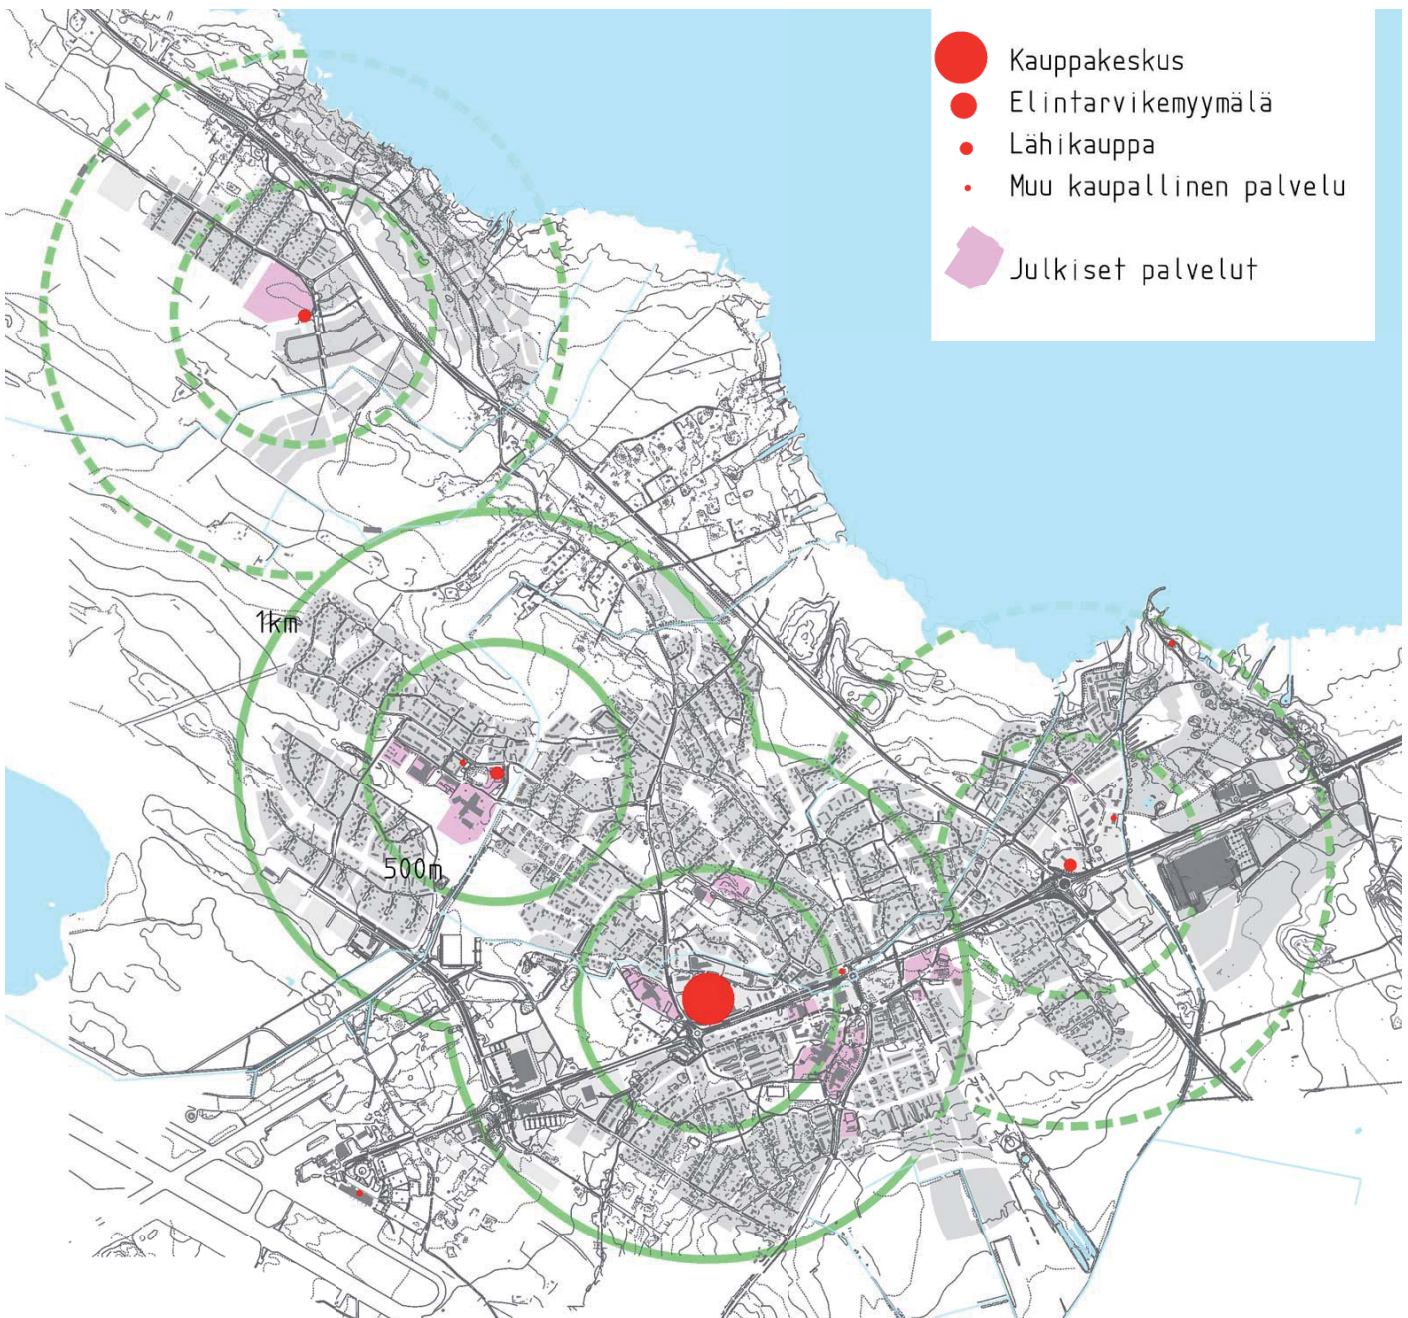 Kauppakeskus
Elintarvikemyymälä
Lähikauppa
Muu kaupallinen palvelu
Julkiset palvelut
1km
500m